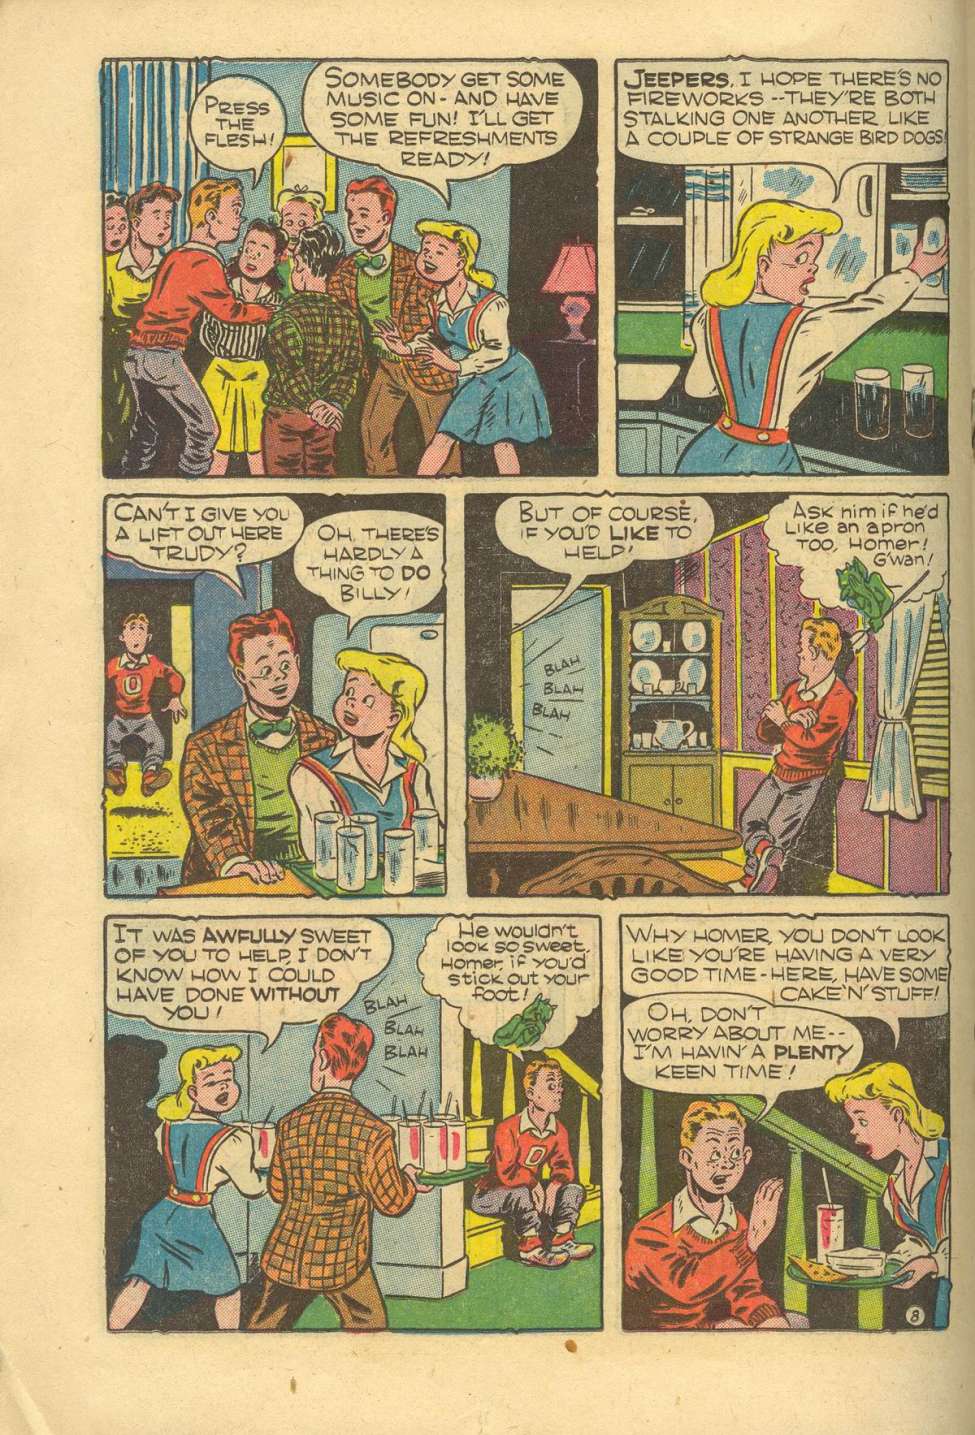 PRESS
THE
FLESH!
SOMEBODY GET SOME
MUSIC ON - AND HAVE
SOME FUN! I'LL GET
THE REFRESHMENTS
READY!
JEEPERS, I HOPE THERE'S NO
FIREWORKS -- THEY'RE BOTH
STALKING ONE ANOTHER LIKE
A COUPLE OF STRANGE BIRD DOGS!
CAN'T I GIVE YOU
A LIFT OUT HERE
TRUDY?
OH, THERE'S
HARDLY A
THING TO DO
BILLY!
O
BUT OF COURSE,
IF YOU'D LIKE TO
HELP!
BLAH
BLAH
BLAH
ASK HIM IF HE'D
LIKE AN APRON
TOO, HOMER!
G'WAN!
IT WAS AWFULLY SWEET
OF YOU TO HELP, I DON'T
KNOW HOW I COULD
HAVE DONE WITHOUT
YOU!
BLAH
BLAH
BLAH
HE WOULDN'T
LOOK SO SWEET,
HOMER, IF YOU'D
STICK OUT YOUR
FOOT!
O
WHY HOMER, YOU DON'T LOOK
LIKE YOU'RE HAVING A VERY
GOOD TIME - HERE, HAVE SOME
CAKE 'N' STUFF!
OH, DON'T
WORRY ABOUT ME--
I'M HAVIN' A PLENTY
KEEN TIME!
8